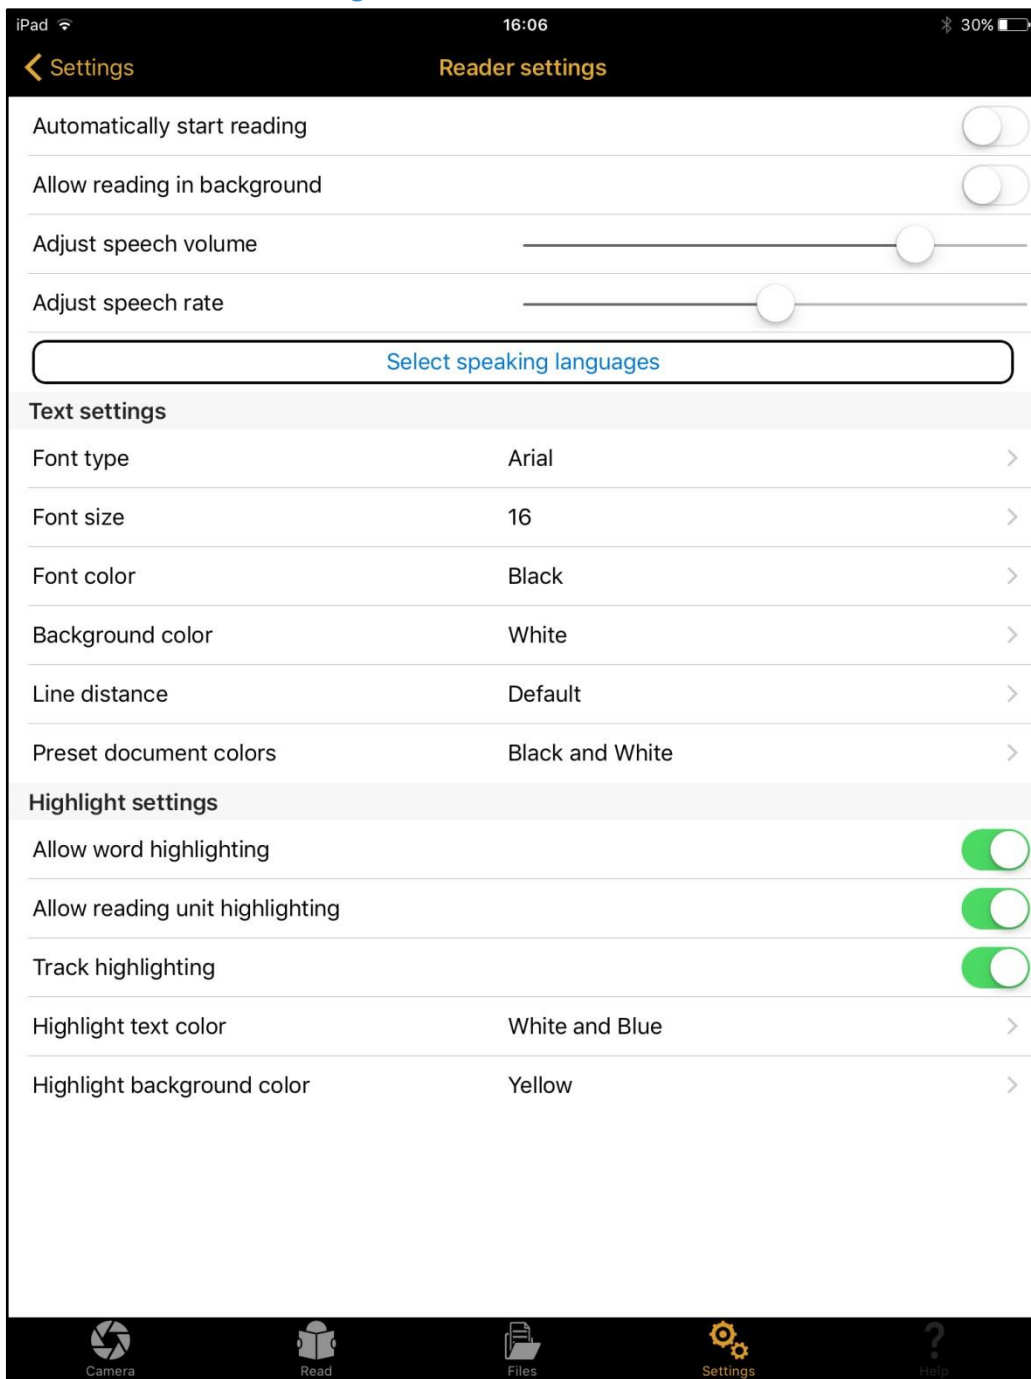 iPad 16:06 30%
Settings Reader settings
Automatically start reading
Allow reading in background
Adjust speech volume
Adjust speech rate
Select speaking languages
Text settings
Font type Arial
Font size 16
Font color Black
Background color White
Line distance Default
Preset document colors Black and White
Highlight settings
Allow word highlighting
Allow reading unit highlighting
Track highlighting
Highlight text color White and Blue
Highlight background color Yellow
Camera Read Files Settings Help